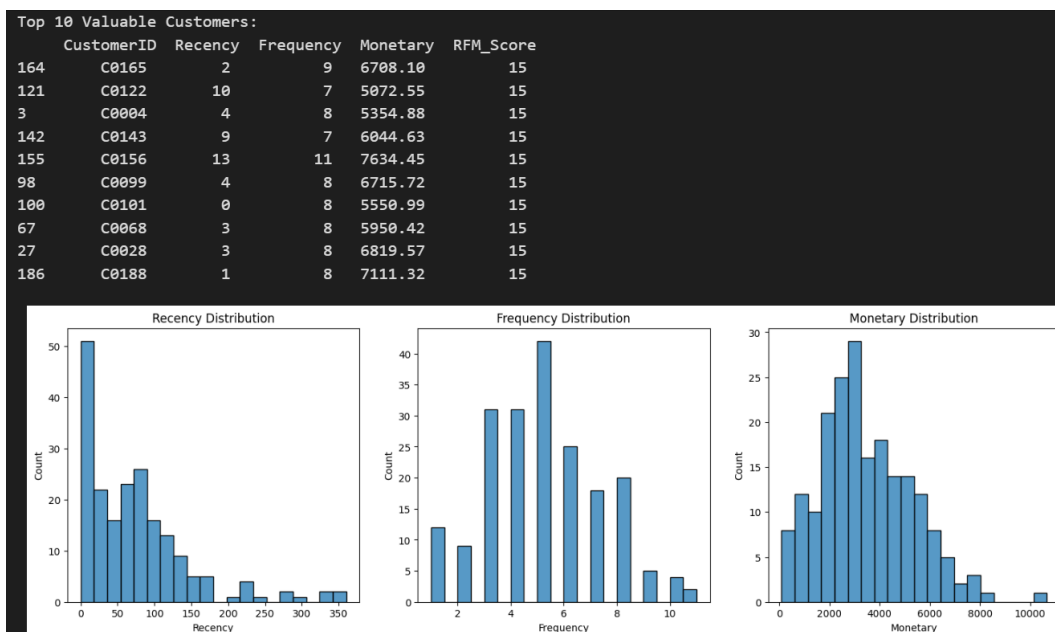 Top 10 Valuable Customers:
CustomerID Recency Frequency Monetary RFM_Score
164 C0165 2 9 6708.10 15
121 C0122 10 7 5072.55 15
3 C0004 4 8 5354.88 15
142 C0143 9 7 6044.63 15
155 C0156 13 11 7634.45 15
98 C0099 4 8 6715.72 15
100 C0101 0 8 5550.99 15
67 C0068 3 8 5950.42 15
27 C0028 3 8 6819.57 15
186 C0188 1 8 7111.32 15
Recency Distribution
50
40
30
20
10
0
Count
0 50 100 150 200 250 300 350
Recency
Frequency Distribution
40
35
30
25
20
15
10
5
0
Count
2 4 6 8 10
Frequency
Monetary Distribution
30
25
20
15
10
5
0
Count
0 2000 4000 6000 8000 10000
Monetary